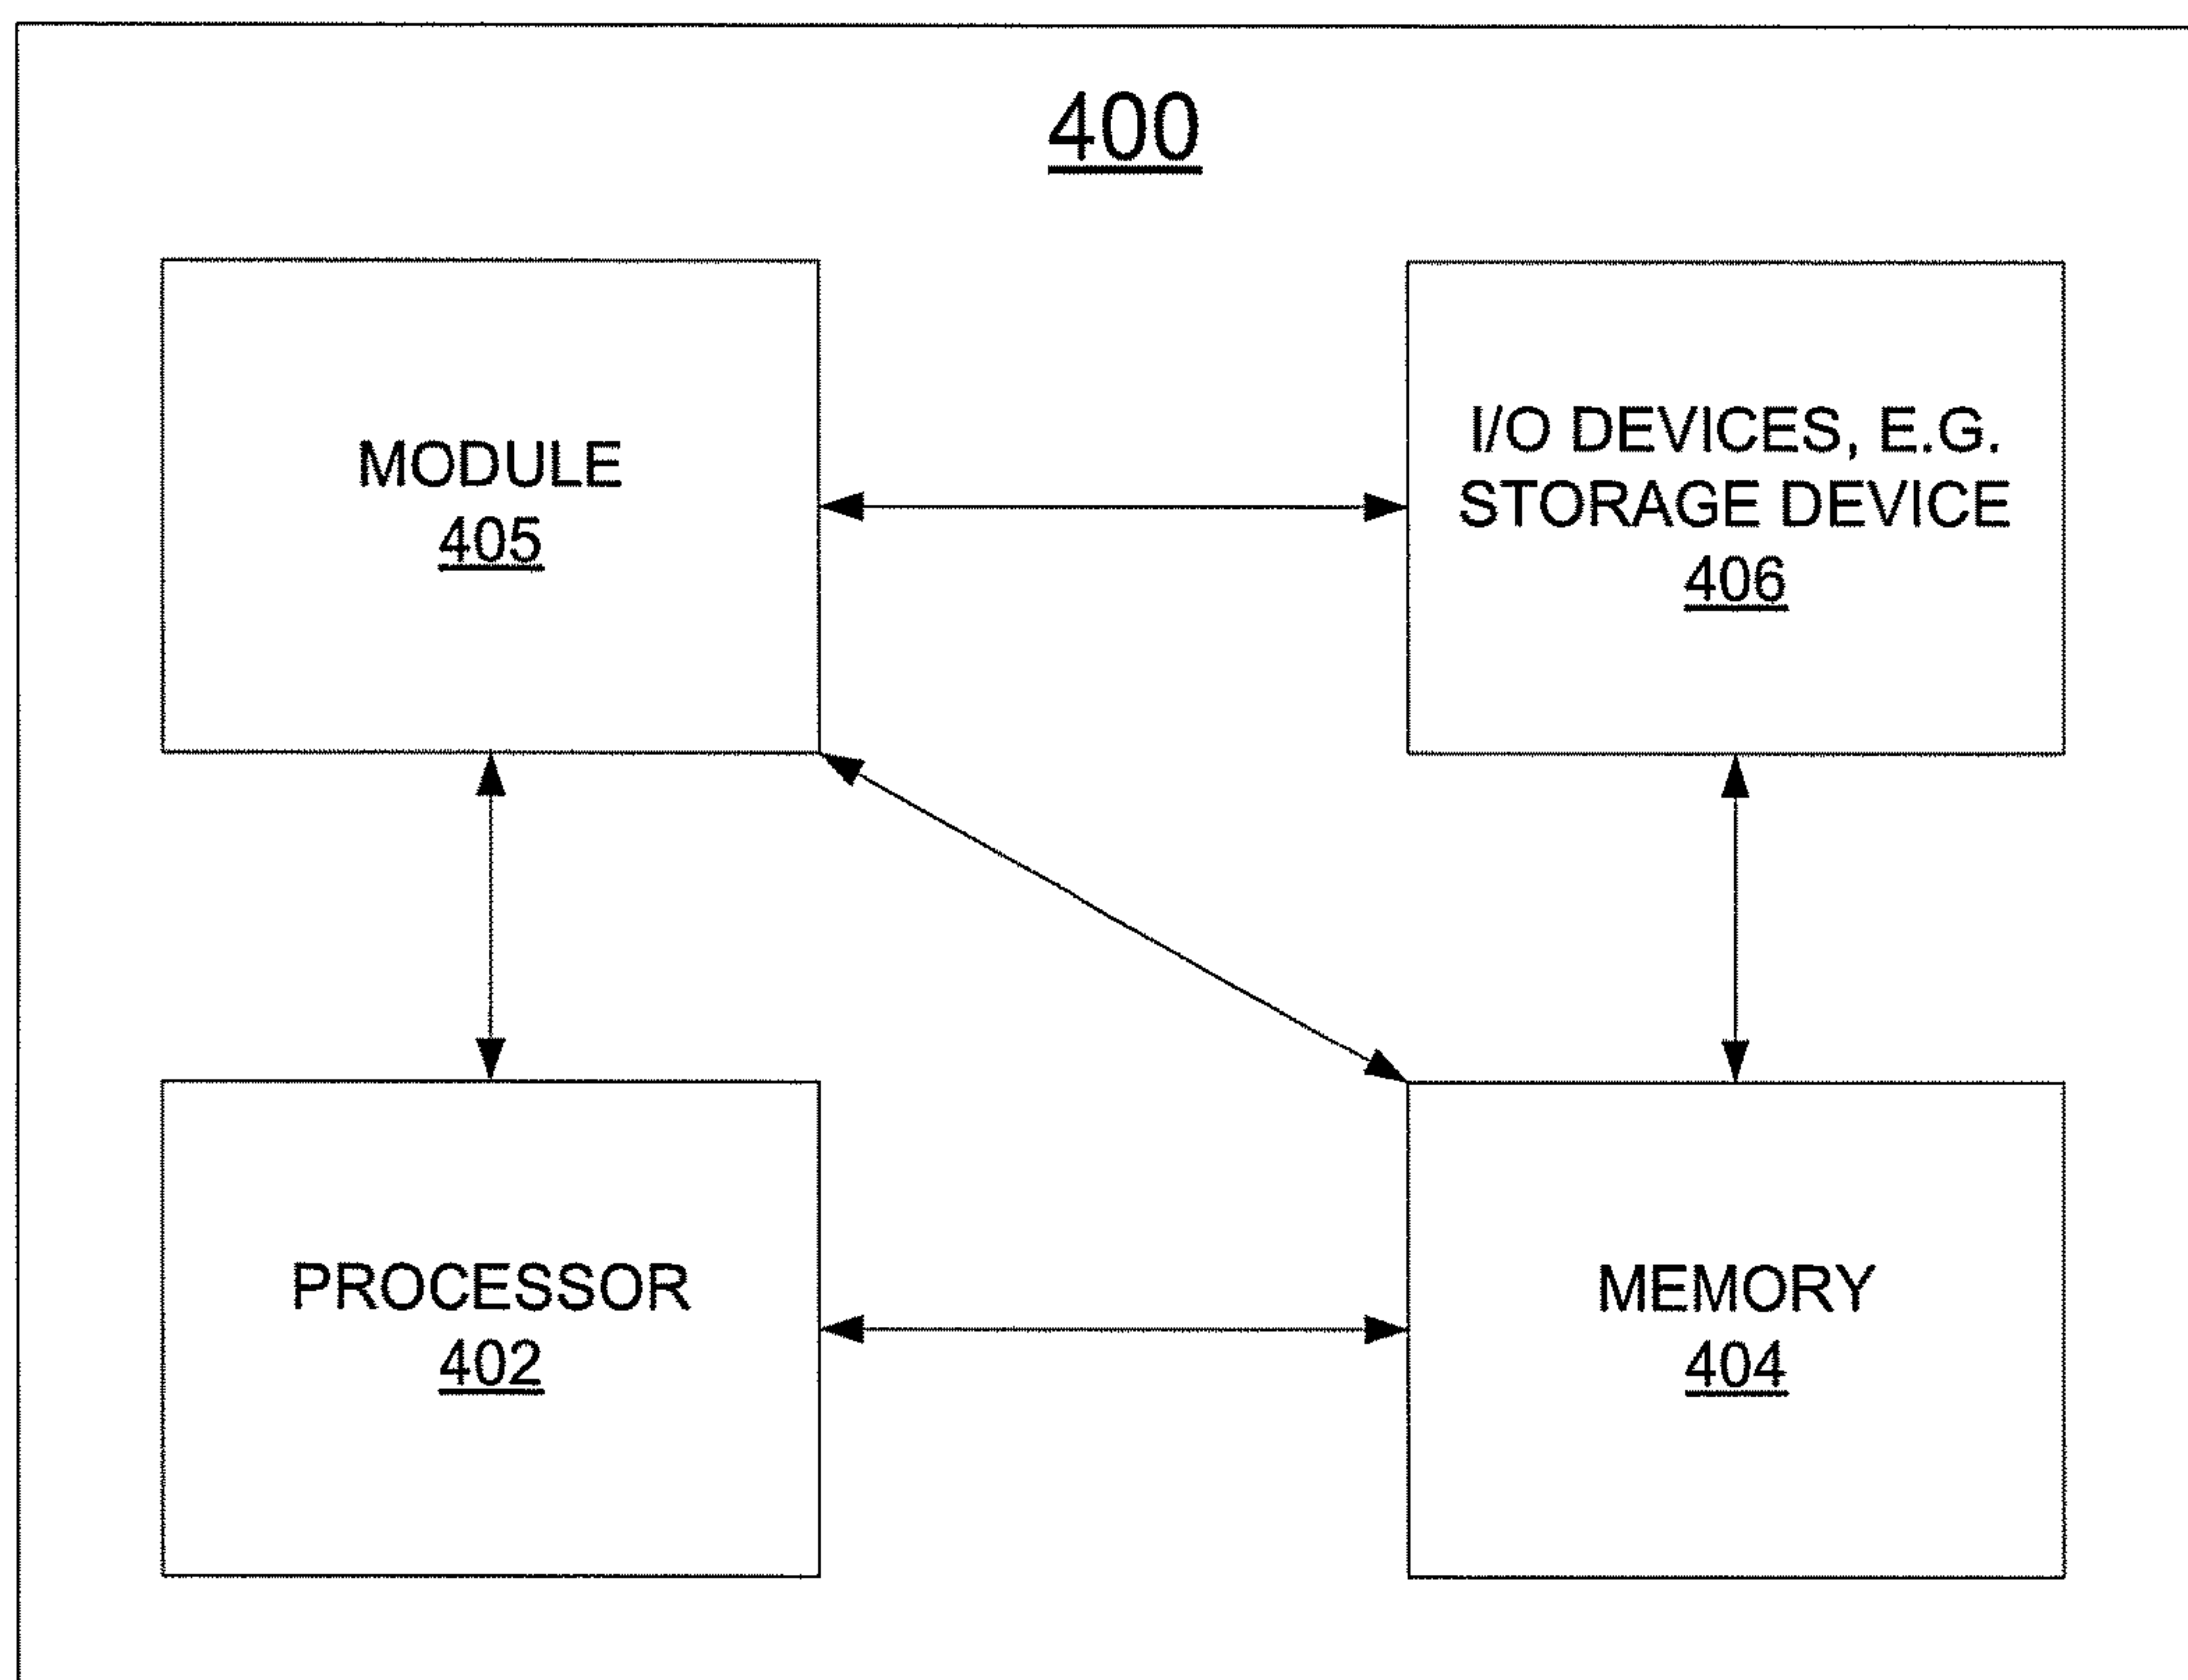 400
MODULE
405
I/O DEVICES, E.G.
STORAGE DEVICE
406
PROCESSOR
402
MEMORY
404